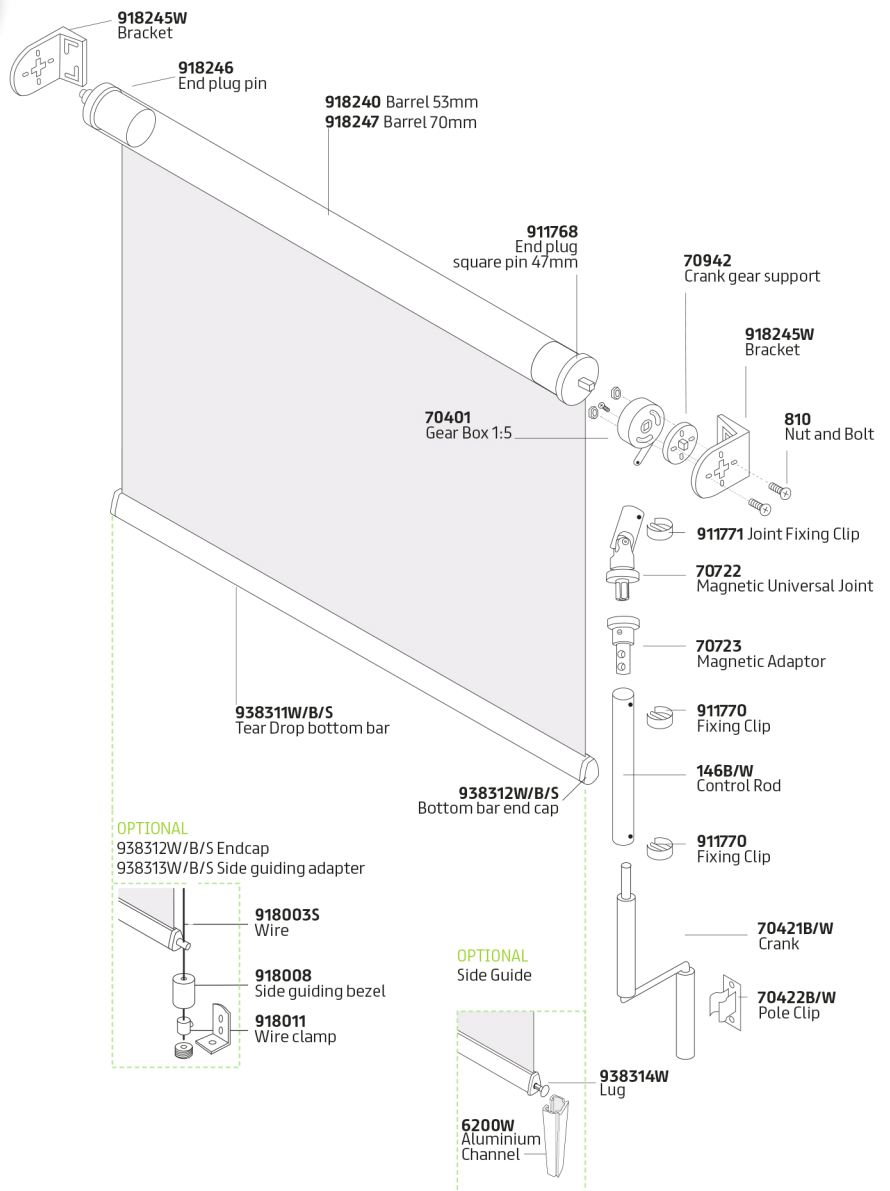 918245W
Bracket
918246
End plug pin
918240 Barrel 53mm
918247 Barrel 70mm
911768
End plug
square pin 47mm
70942
Crank gear support
918245W
Bracket
70401
Gear Box 1:5
810
Nut and Bolt
911771 Joint Fixing Clip
70722
Magnetic Universal Joint
70723
Magnetic Adaptor
911770
Fixing Clip
938311W/B/S
Tear Drop bottom bar
146B/W
Control Rod
938312W/B/S
Bottom bar end cap
911770
Fixing Clip
OPTIONAL
938312W/B/S Endcap
938313W/B/S Side guiding adapter
918003S
Wire
918008
Side guiding bezel
918011
Wire clamp
70421B/W
Crank
OPTIONAL
Side Guide
70422B/W
Pole Clip
938314W
Lug
6200W
Aluminium
Channel